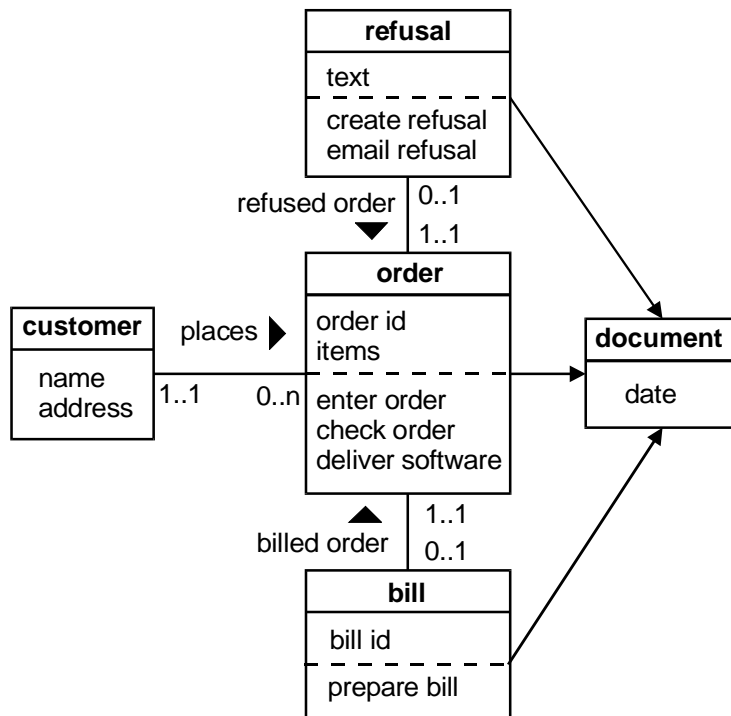 refusal
text
create refusal
email refusal
refused order
0..1
1..1
order
order id
items
enter order
check order
deliver software
customer
name
address
places
1..1
0..n
document
date
billed order
1..1
0..1
bill
bill id
prepare bill